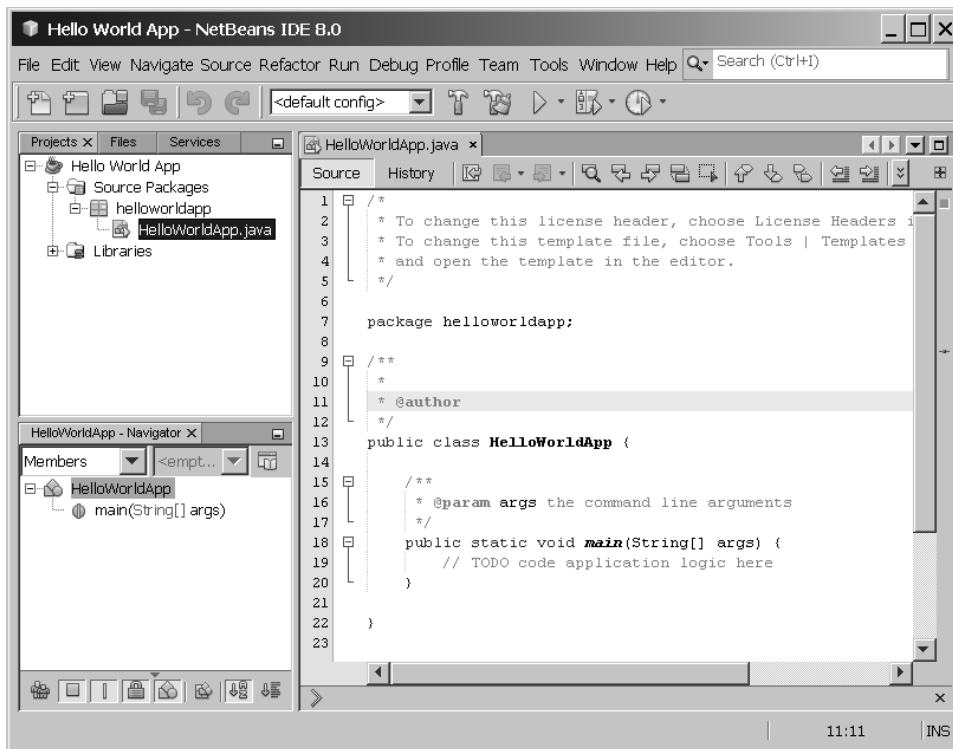 Hello World App - NetBeans IDE 8.0
File Edit View Navigate Source Refactor Run Debug Profile Team Tools Window Help Search (Ctrl+I)
<default config>
Projects X Files Services
Hello World App
Source Packages
helloworldapp
HelloWorldApp.java
Libraries
HelloWorldApp - Navigator X
Members <empt...
HelloWorldApp
main(String[] args)
HelloWorldApp.java ×
Source History
1 /*
2 * To change this license header, choose License Headers i
3 * To change this template file, choose Tools | Templates
4 * and open the template in the editor.
5 */
6
7 package helloworldapp;
8
9 /**
10 *
11 * @author
12 */
13 public class HelloWorldApp {
14
15 /**
16 * @param args the command line arguments
17 */
18 public static void main(String[] args) {
19 // TODO code application logic here
20 }
21
22 }
23
11:11 INS